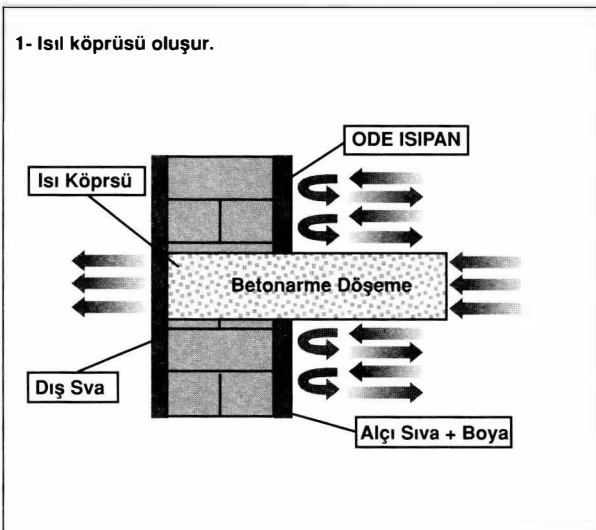 1- Isıl köprüsü oluşur.
ODE ISIPAN
Isı Köprsü
Betonarme Döşeme
Dış Sva
Alçı Sıva + Boya